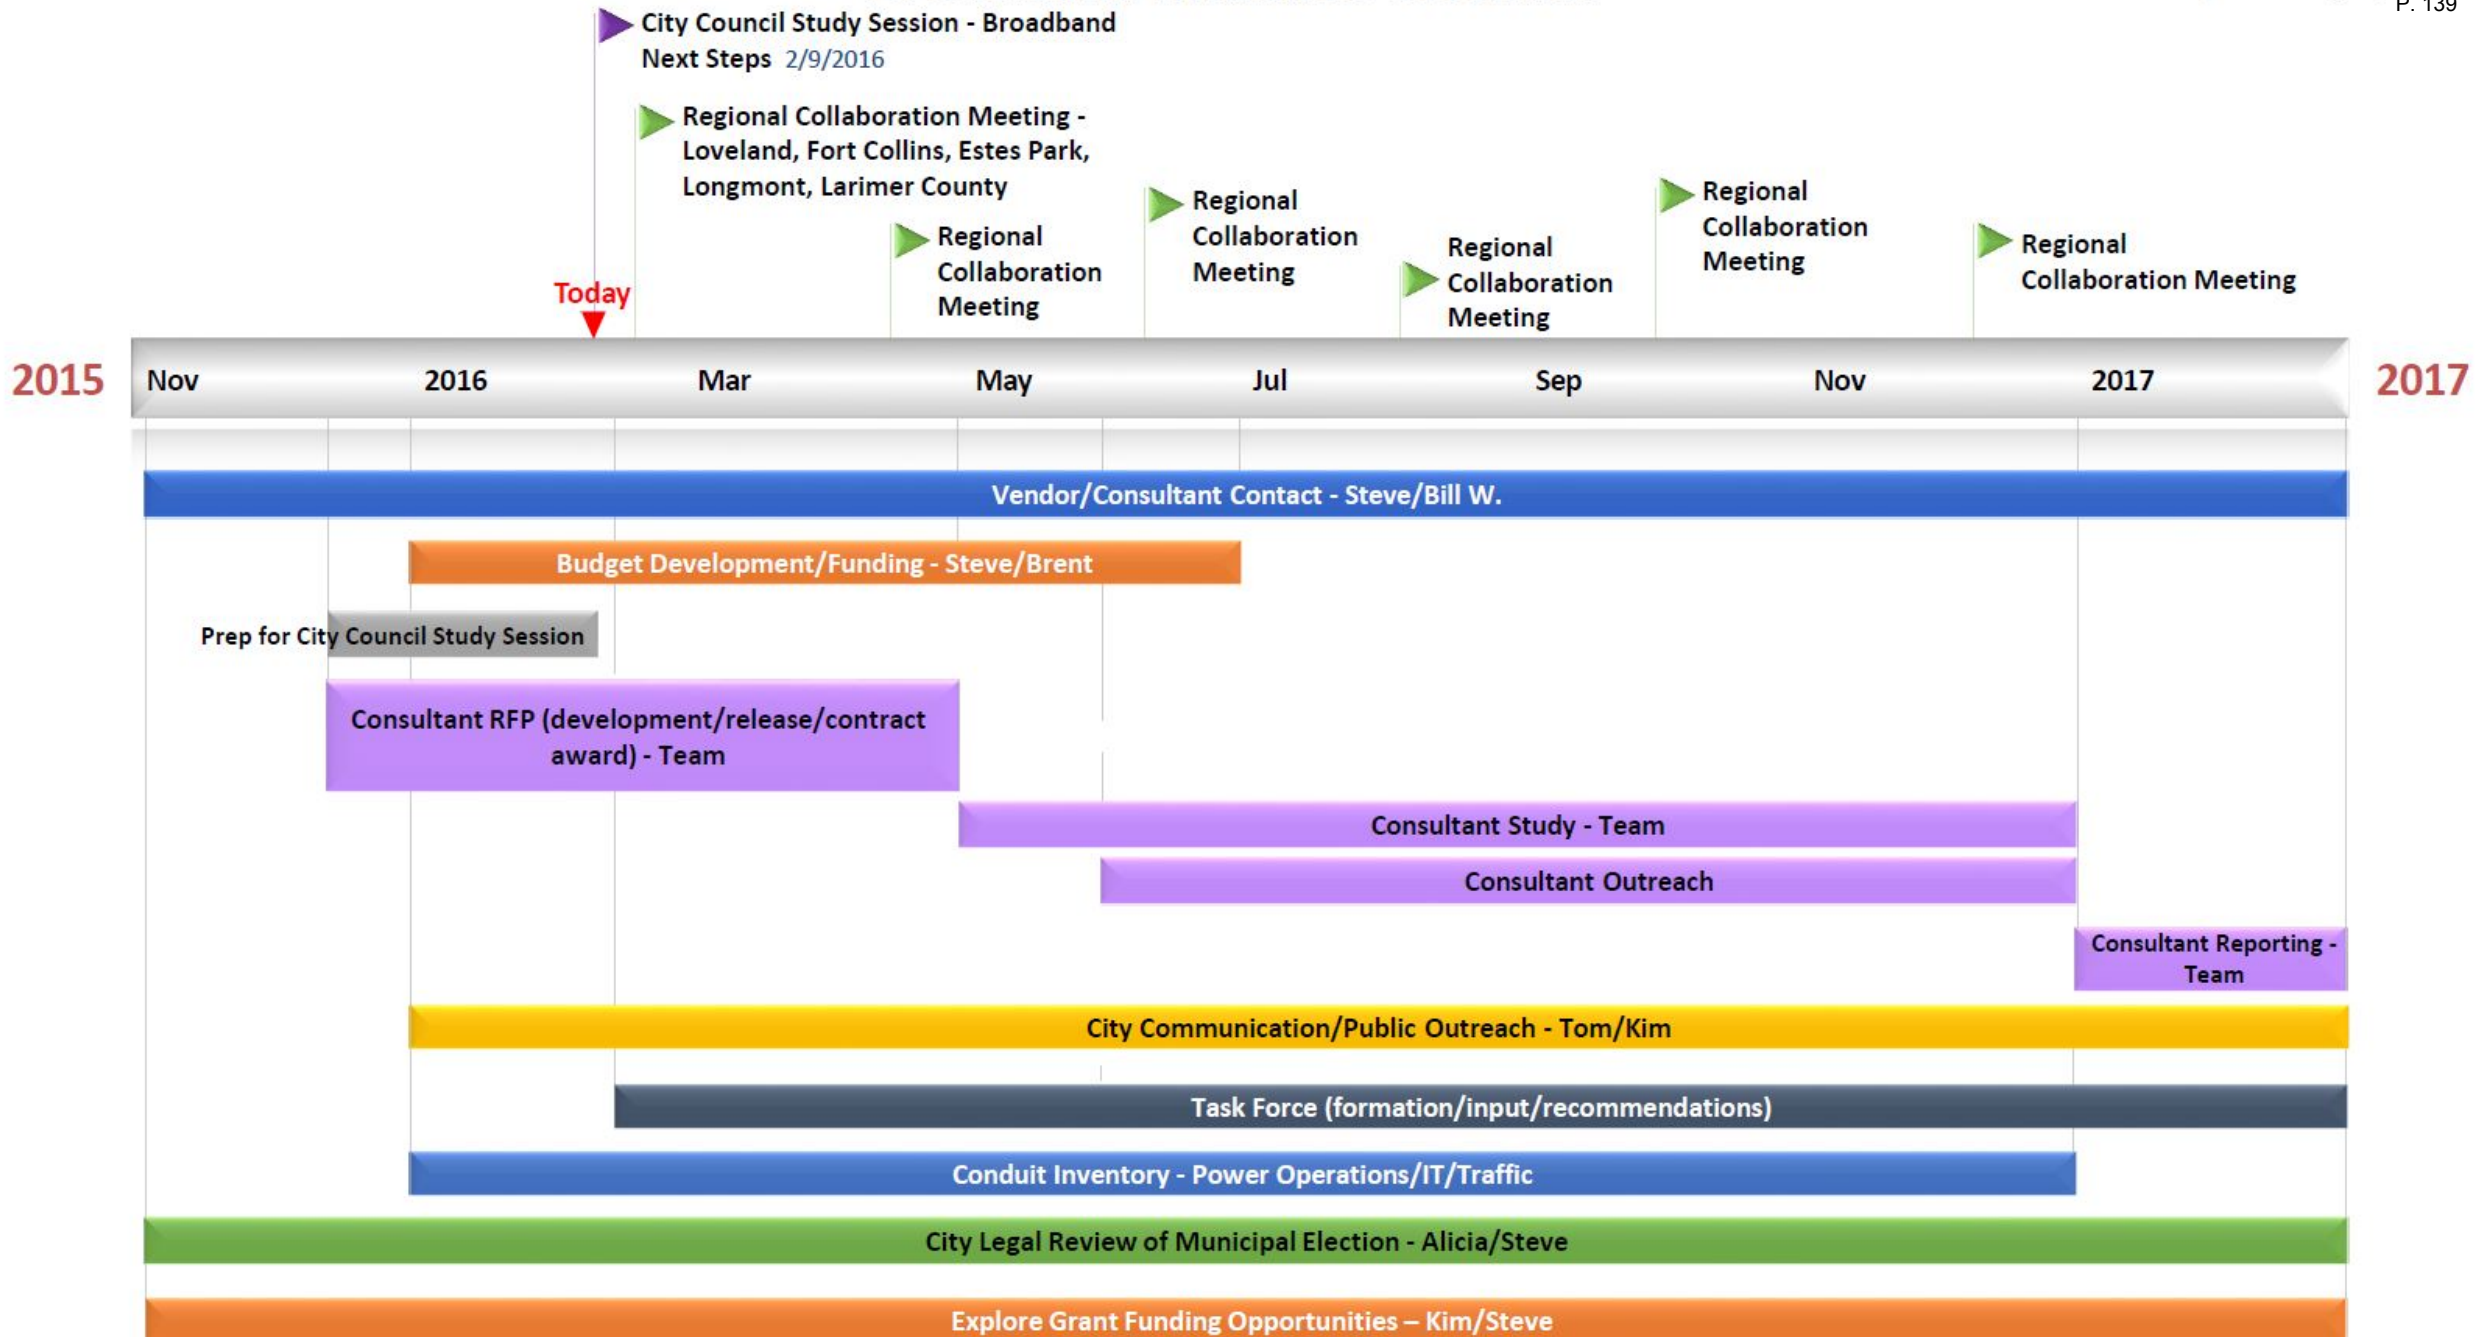 P. 139
City Council Study Session - Broadband
Next Steps 2/9/2016
Regional Collaboration Meeting -
Loveland, Fort Collins, Estes Park,
Longmont, Larimer County
Regional
Collaboration
Meeting
Regional
Collaboration
Meeting
Regional
Collaboration
Meeting
Regional
Collaboration
Meeting
Regional
Collaboration Meeting
Today
2015 Nov 2016 Mar May Jul Sep Nov 2017 2017
Vendor/Consultant Contact - Steve/Bill W.
Budget Development/Funding - Steve/Brent
Prep for City Council Study Session
Consultant RFP (development/release/contract
award) - Team
Consultant Study - Team
Consultant Outreach
Consultant Reporting -
Team
City Communication/Public Outreach - Tom/Kim
Task Force (formation/input/recommendations)
Conduit Inventory - Power Operations/IT/Traffic
City Legal Review of Municipal Election - Alicia/Steve
Explore Grant Funding Opportunities – Kim/Steve